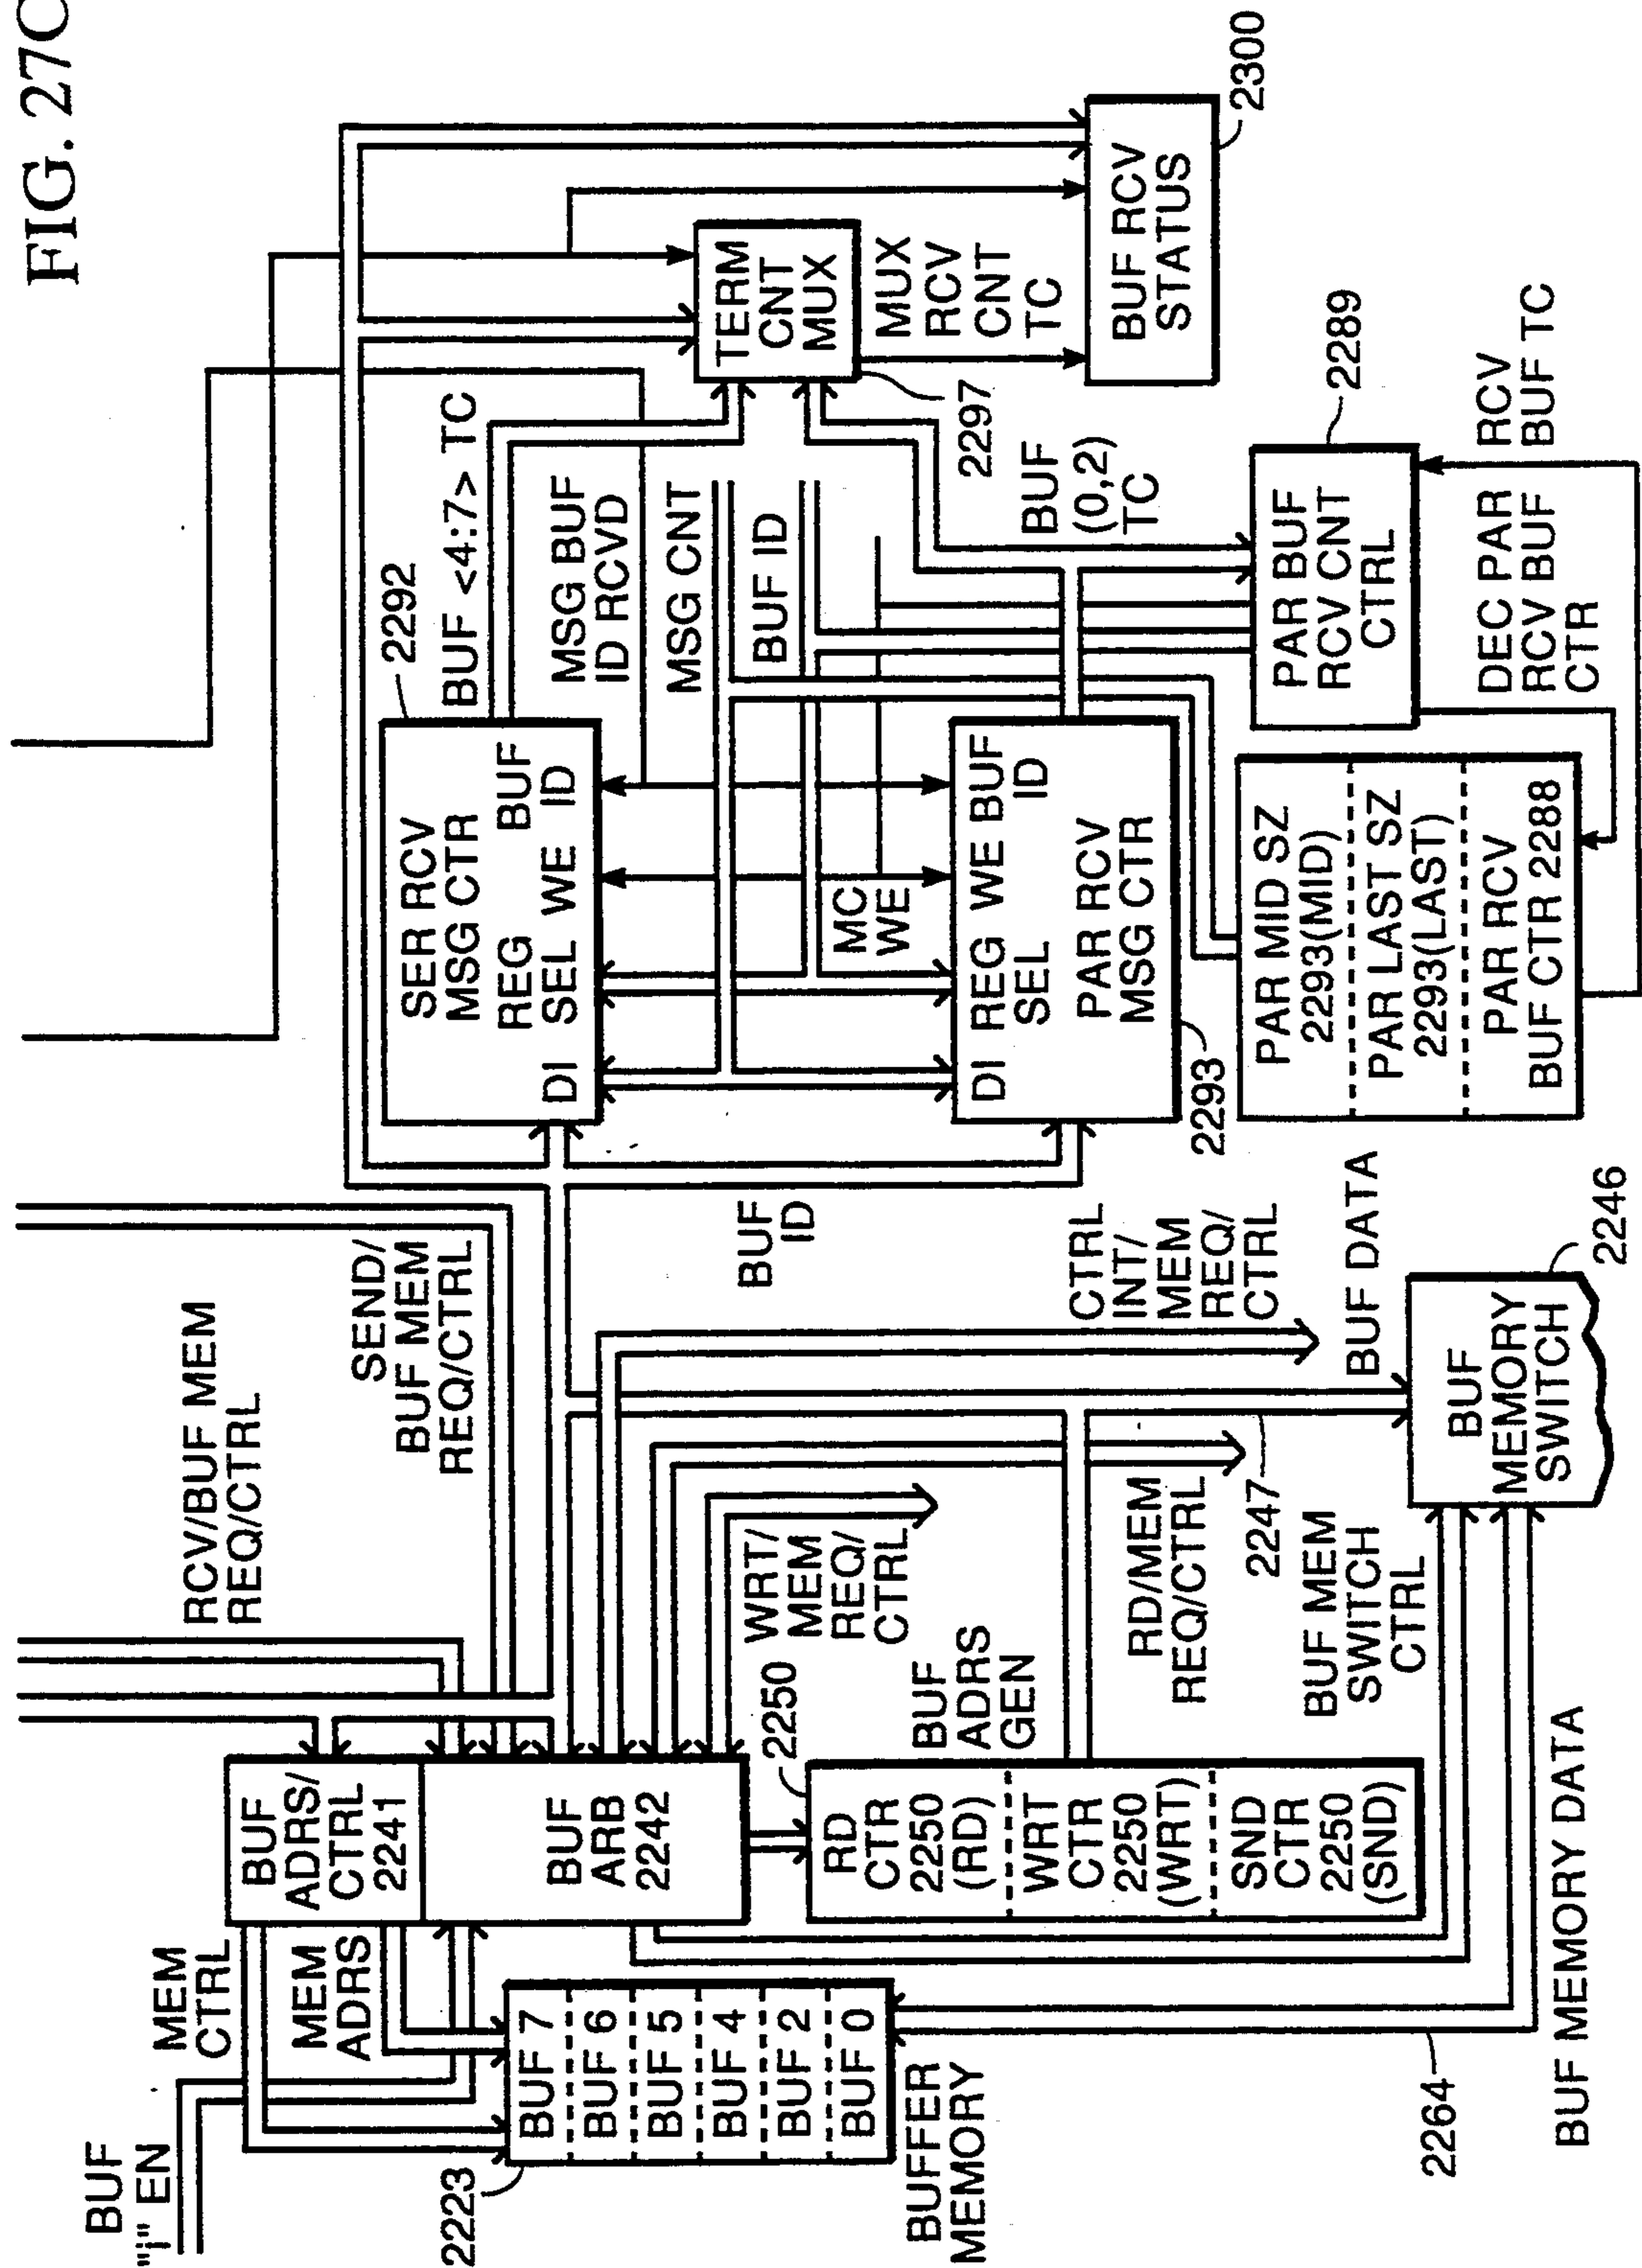 FIG. 27C
BUF
"i" EN
MEM
CTRL
MEM
ADRS
2223
BUF 7
BUF 6
BUF 5
BUF 4
BUF 2
BUF 0
BUFFER
MEMORY
2264
BUF MEMORY DATA
BUF
ADRS/
CTRL
2241
BUF
ARB
2242
2250
RD
CTR
2250
(RD)
WRT
CTR
2250
(WRT)
SND
CTR
2250
(SND)
BUF
ADRS
GEN
RCV/BUF MEM
REQ/CTRL
SEND/
BUF MEM
REQ/CTRL
WRT/
MEM
REQ/
CTRL
RD/MEM
REQ/CTRL
2247
BUF MEM
SWITCH
CTRL
BUF
ID
CTRL
INT/
MEM
REQ/
CTRL
BUF DATA
BUF
MEMORY
SWITCH
2246
SER RCV
MSG CTR
REG
SEL
BUF
ID
DI
WE
2292
BUF <4:7> TC
MSG BUF
ID RCVD
MSG CNT
BUF ID
MC
WE
DI
REG
SEL
WE
BUF
ID
PAR RCV
MSG CTR
2293
PAR MID SZ
2293(MID)
PAR LAST SZ
2293(LAST)
PAR RCV
BUF CTR 2288
TERM
CNT
MUX
2297
MUX
RCV
CNT
TC
BUF
(0,2)
TC
BUF RCV
STATUS
2300
PAR BUF
RCV CNT
CTRL
2289
DEC PAR
RCV BUF
CTR
RCV
BUF TC